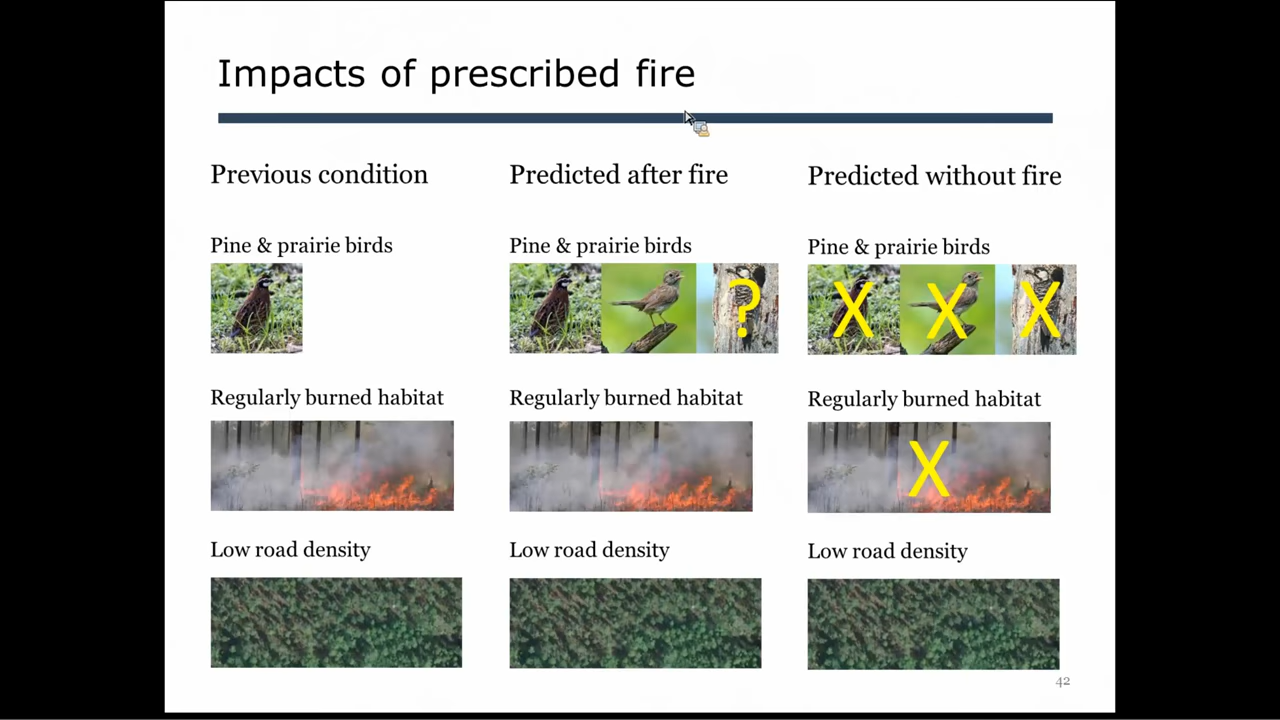 Impacts of prescribed fire
Previous condition
Predicted after fire
Predicted without fire
Pine & prairie birds
Pine & prairie birds
Pine & prairie birds
?
X X X
Regularly burned habitat
Regularly burned habitat
Regularly burned habitat
X
Low road density
Low road density
Low road density
42